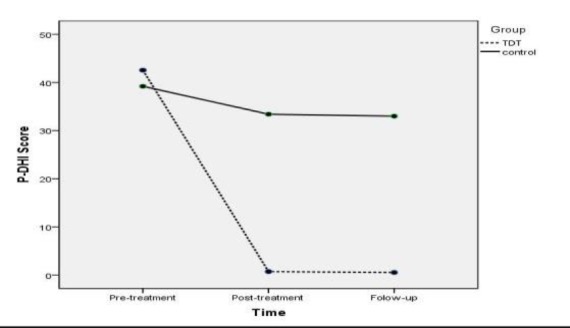 Group
TDT
control
P-DHI Score
50
40
30
20
10
0
Pre-treatment
Post-treatment
Folow-up
Time